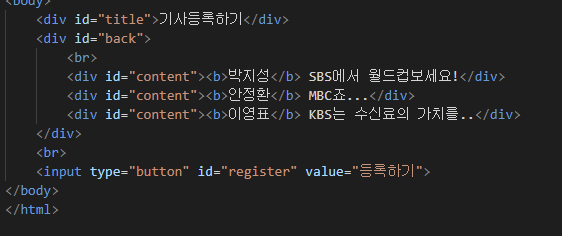 <body>
<div id="title">기사등록하기</div>
<div id="back">
<br>
<div id="content"><b>박지성</b> SBS에서 월드컵보세요!</div>
<div id="content"><b>안정환</b> MBC죠...</div>
<div id="content"><b>이영표</b> KBS는 수신료의 가치를..</div>
</div>
<br>
<input type="button" id="register" value="등록하기">
</body>
</html>